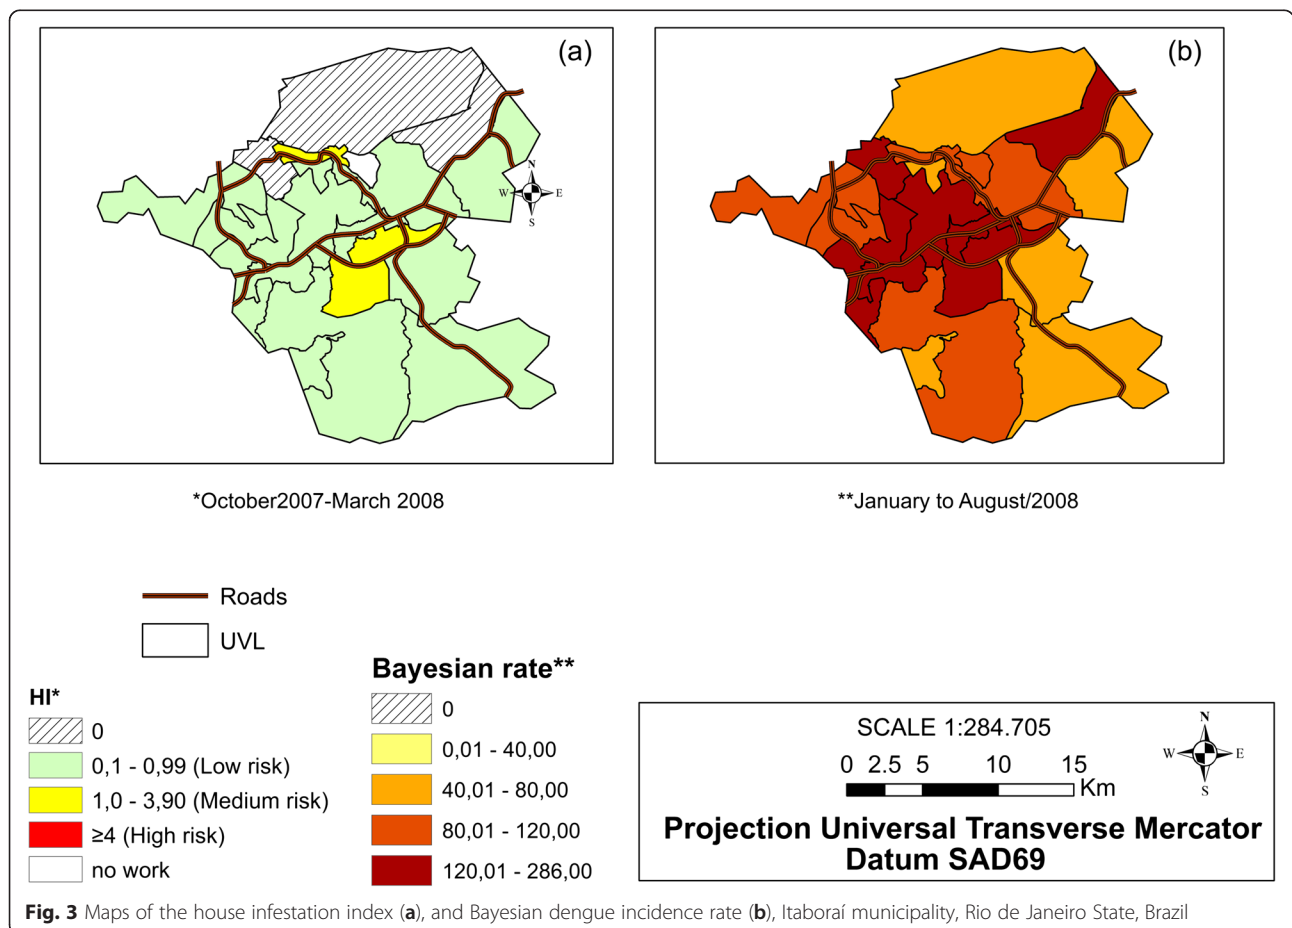 (a)
N
W E
S
*October2007-March 2008
(b)
**January to August/2008
Roads
UVL
HI*
0
0,1 - 0,99 (Low risk)
1,0 - 3,90 (Medium risk)
≥4 (High risk)
no work
Bayesian rate**
0
0,01 - 40,00
40,01 - 80,00
80,01 - 120,00
120,01 - 286,00
SCALE 1:284.705
0 2.5 5 10 15
Km
N
W E
S
Projection Universal Transverse Mercator
Datum SAD69
Fig. 3 Maps of the house infestation index (a), and Bayesian dengue incidence rate (b), Itaboraí municipality, Rio de Janeiro State, Brazil